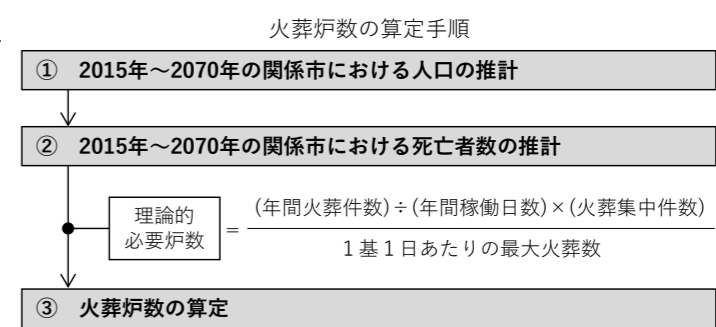 火葬炉数の算定手順
① 2015年~2070年の関係市における人口の推計
② 2015年~2070年の関係市における死亡者数の推計
理論的
必要炉数
=
(年間火葬件数)÷(年間稼働日数)×(火葬集中件数)
1基1日あたりの最大火葬数
③ 火葬炉数の算定